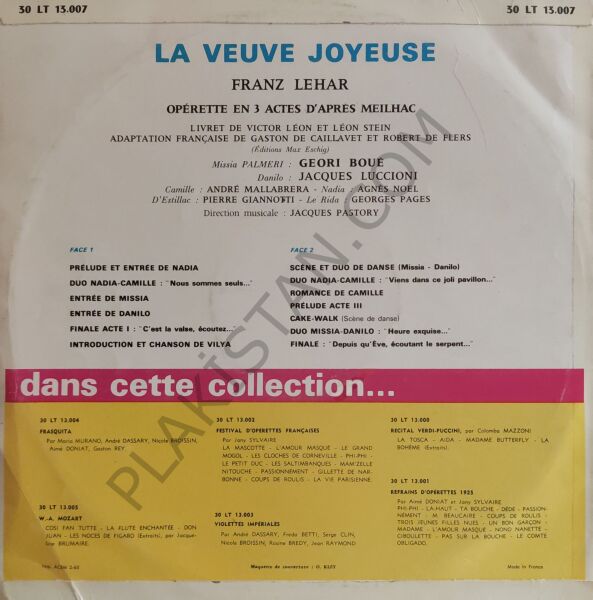 30 LT 13.007
30 LT 13.007
LA VEUVE JOYEUSE
FRANZ LEHAR
OPÉRETTE EN 3 ACTES D'APRÈS MEILHAC
LIVRET DE VICTOR LÉON ET LÉON STEIN
ADAPTATION FRANÇAISE DE GASTON DE CAILLAVET ET ROBERT DE FLERS
(Éditions Max Eschig)
Missia PALMERI : GEORI BOUÉ
Danilo : JACQUES LUCCIONI
Camille : ANDRÉ MALLABRERA - Nadia : AGNÈS NOEL
D'Estillac : PIERRE GIANNOTTI - Le Rida : GEORGES PAGES
Direction musicale : JACQUES PASTORY
FACE 1
PRÉLUDE ET ENTRÉE DE NADIA
DUO NADIA-CAMILLE : "Nous sommes seuls..."
ENTRÉE DE MISSIA
ENTRÉE DE DANILO
FINALE ACTE I : "C'est la valse, écoutez..."
INTRODUCTION ET CHANSON DE VILYA
FACE 2
SCÈNE ET DUO DE DANSE (Missia - Danilo)
DUO NADIA-CAMILLE : "Viens dans ce joli pavillon..."
ROMANCE DE CAMILLE
PRÉLUDE ACTE III
CAKE-WALK (Scène de danse)
DUO MISSIA-DANILO : "Heure exquise..."
FINALE : "Depuis qu'Ève, écoutant le serpent..."
PLAKİSTAN.COM
dans cette collection...
30 LT 13.004
FRASQUITA
Par Maria MURANO, André DASSARY, Nicole BROISSIN,
Aimé DONIAT, Gaston REY
30 LT 13.005
W.-A. MOZART
COSI FAN TUTTE - LA FLUTE ENCHANTÉE - DON
JUAN - LES NOCES DE FIGARO (Extraits), par Jacque-
line BRUMAIRE.
30 LT 13.002
FESTIVAL D'OPERETTES FRANÇAISES
Par Jany SYLVAIRE
LA MASCOTTE - L'AMOUR MASQUE - LE GRAND
MOGOL - LES CLOCHES DE CORNEVILLE - PHI-PHI -
LE PETIT DUC - LES SALTIMBANQUES - MAM'ZELLE
NITOUCHE - PASSIONNEMENT - GILLETTE DE NAR-
BONNE - COUPS DE ROULIS - LA VIE PARISIENNE
30 LT 13.003
VIOLETTES IMPÉRIALES
Par André DASSARY, Freda BETTI, Serge CLIN,
Nicole BROISSIN, Rosine BREDY, Jean RAYMOND
30 LT 13.000
RECITAL VERDI-PUCCINI, par Colomba MAZZONI
LA TOSCA - AIDA - MADAME BUTTERFLY - LA
BOHÈME (Extraits).
30 LT 13.001
REFRAINS D'OPÉRETTES 1925
Par Aimé DONIAT et Jany SYLVAIRE
PHI-PHI - LA-HAUT - TA BOUCHE - DÉDÉ - PASSION-
NÉMENT - M. BEAUCAIRE - COUPS DE ROULIS -
TROIS JEUNES FILLES NUES - UN BON GARÇON -
MADAME - L'AMOUR MASQUE - NONO NANETTE -
CIBOULETTE - PAS SUR LA BOUCHE - LE COMTE
OBLIGADO.
Maquette de couverture : O. KLEY
Made in France